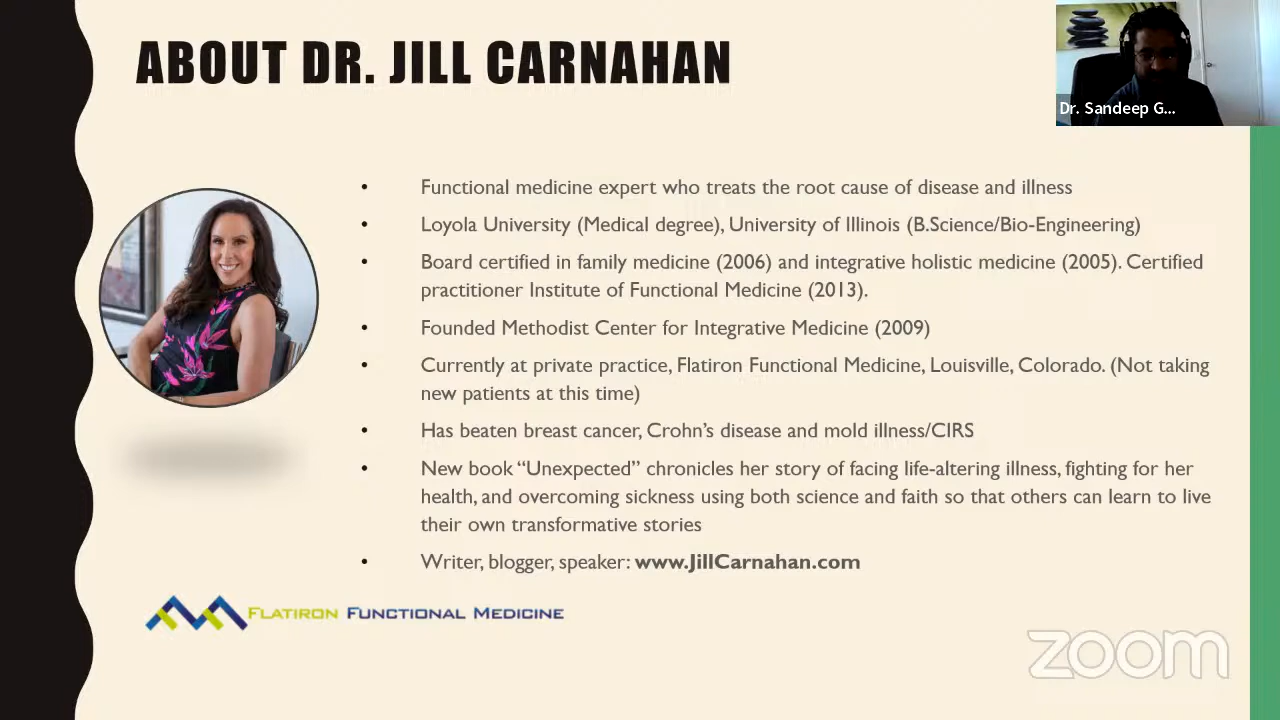 ABOUT DR. JILL CARNAHAN
Dr. Sandeep G...
• Functional medicine expert who treats the root cause of disease and illness
• Loyola University (Medical degree), University of Illinois (B.Science/Bio-Engineering)
• Board certified in family medicine (2006) and integrative holistic medicine (2005). Certified
practitioner Institute of Functional Medicine (2013).
• Founded Methodist Center for Integrative Medicine (2009)
• Currently at private practice, Flatiron Functional Medicine, Louisville, Colorado. (Not taking
new patients at this time)
• Has beaten breast cancer, Crohn’s disease and mold illness/CIRS
• New book “Unexpected” chronicles her story of facing life-altering illness, fighting for her
health, and overcoming sickness using both science and faith so that others can learn to live
their own transformative stories
• Writer, blogger, speaker: www.JillCarnahan.com
FLATIRON FUNCTIONAL MEDICINE
zoom